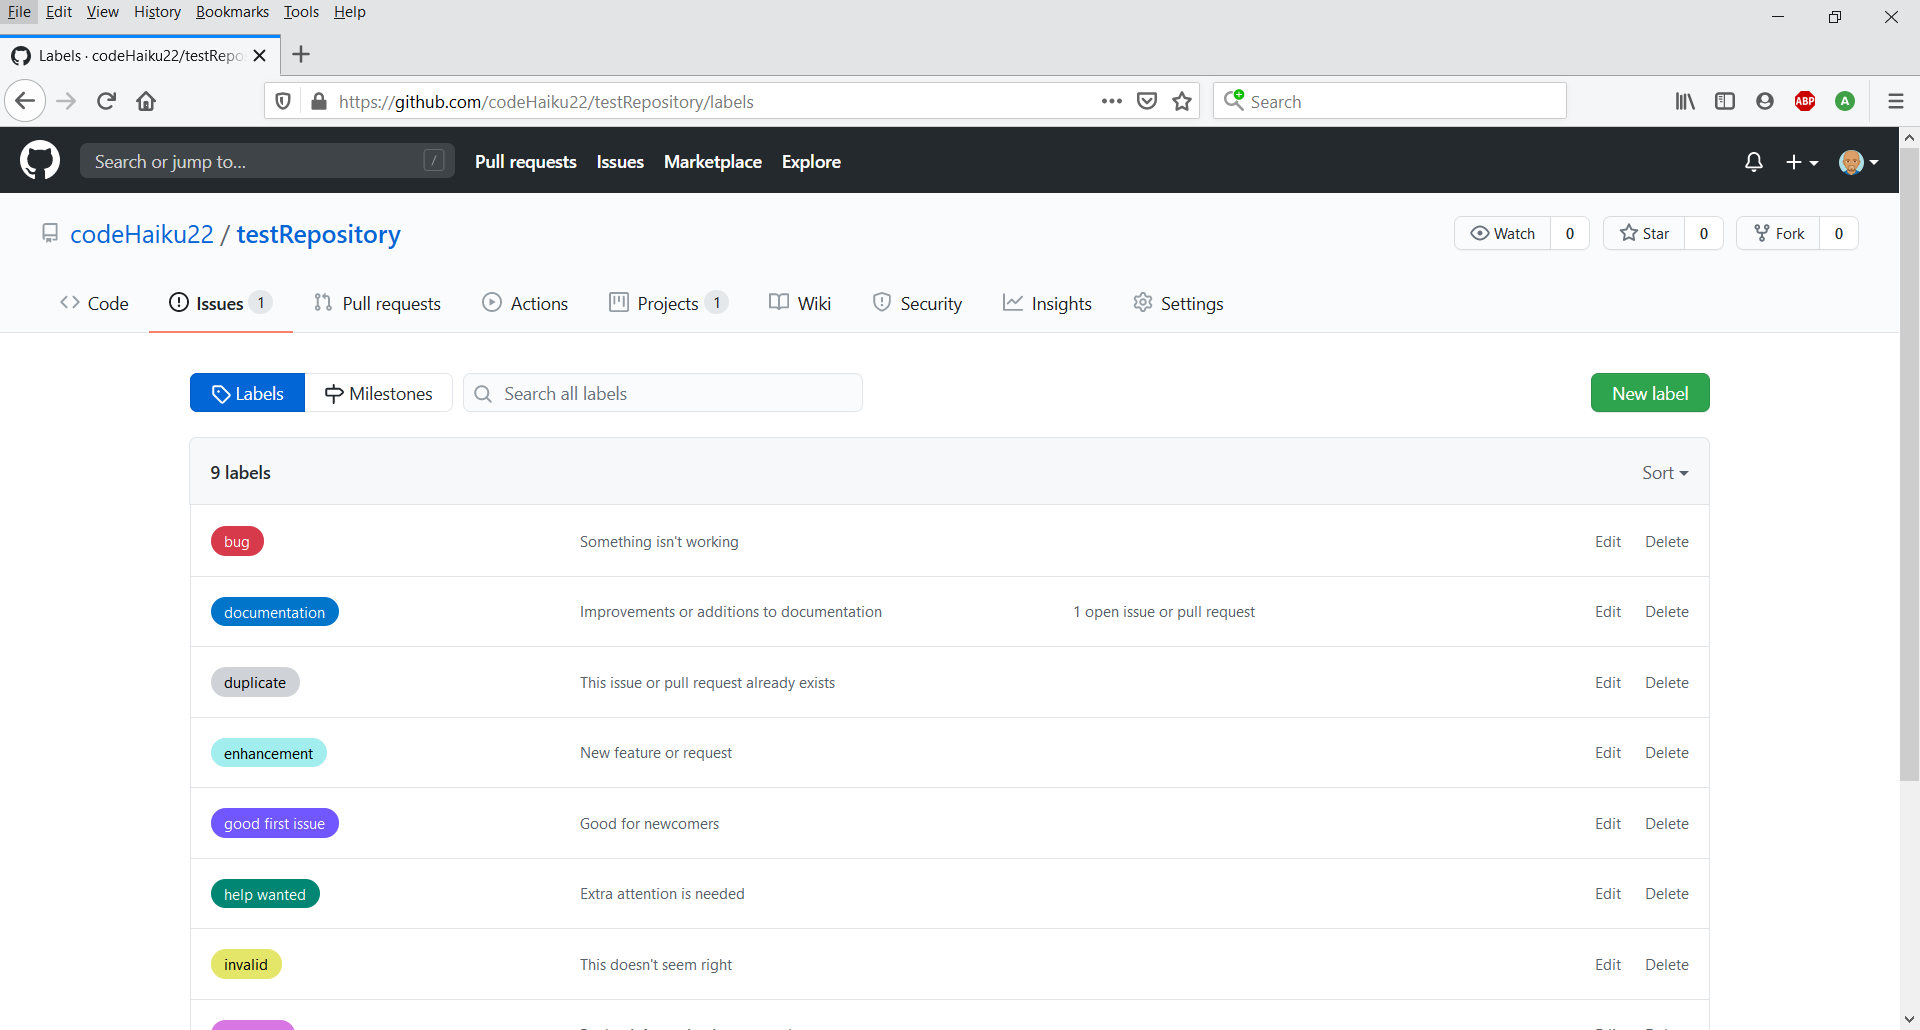 File Edit View History Bookmarks Tools Help
Labels · codeHaiku22/testRepo
https://github.com/codeHaiku22/testRepository/labels Search ABP A
Search or jump to... / Pull requests Issues Marketplace Explore
codeHaiku22 / testRepository Watch 0 Star 0 Fork 0
Code Issues 1 Pull requests Actions Projects 1 Wiki Security Insights Settings
Labels Milestones Search all labels New label
9 labels Sort
bug Something isn't working Edit Delete
documentation Improvements or additions to documentation 1 open issue or pull request Edit Delete
duplicate This issue or pull request already exists Edit Delete
enhancement New feature or request Edit Delete
good first issue Good for newcomers Edit Delete
help wanted Extra attention is needed Edit Delete
invalid This doesn't seem right Edit Delete